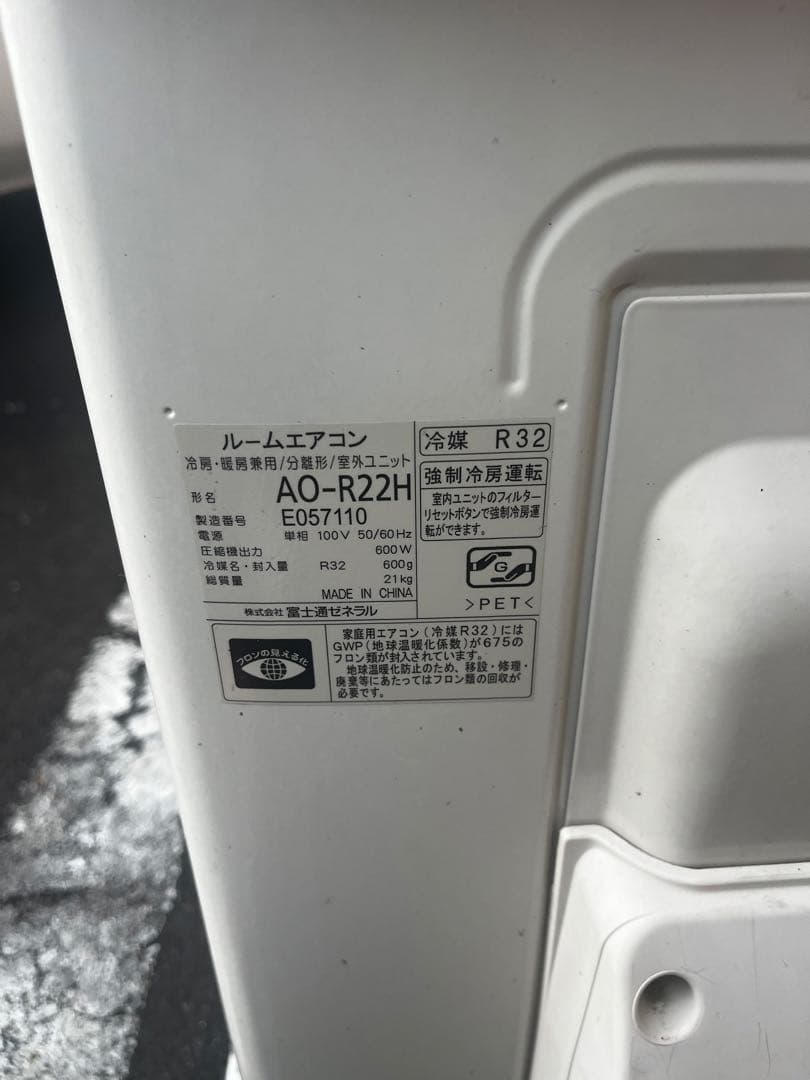 ルームエアコン
冷房・暖房兼用/分離形/室外ユニット
形名 AO-R22H
製造番号 E057110
電源 単相 100V 50/60Hz
圧縮機出力 600W
冷媒名・封入量 R32 600g
総質量 21kg
MADE IN CHINA
株式会社 富士通ゼネラル
冷媒 R32
強制冷房運転
室内ユニットのフィルター
リセットボタンで強制冷房運
転ができます。
G
>PET<
フロンの見える化
家庭用エアコン(冷媒R32)には
GWP(地球温暖化係数)が675の
フロン類が封入されています。
地球温暖化防止のため、移設・修理・
廃棄等にあたってはフロン類の回収が
必要です。